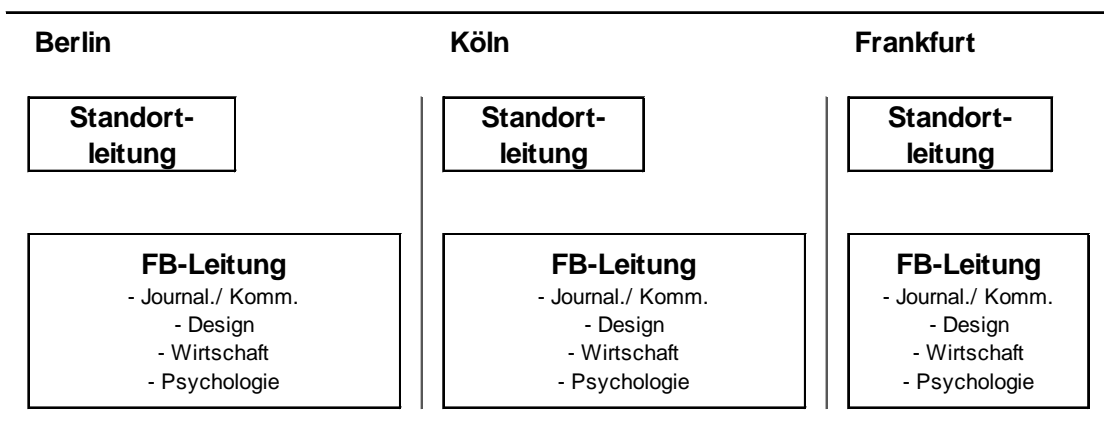 Berlin
Köln
Frankfurt
Standort-
leitung
Standort-
leitung
Standort-
leitung
FB-Leitung
- Journal./ Komm.
- Design
- Wirtschaft
- Psychologie
FB-Leitung
- Journal./ Komm.
- Design
- Wirtschaft
- Psychologie
FB-Leitung
- Journal./ Komm.
- Design
- Wirtschaft
- Psychologie